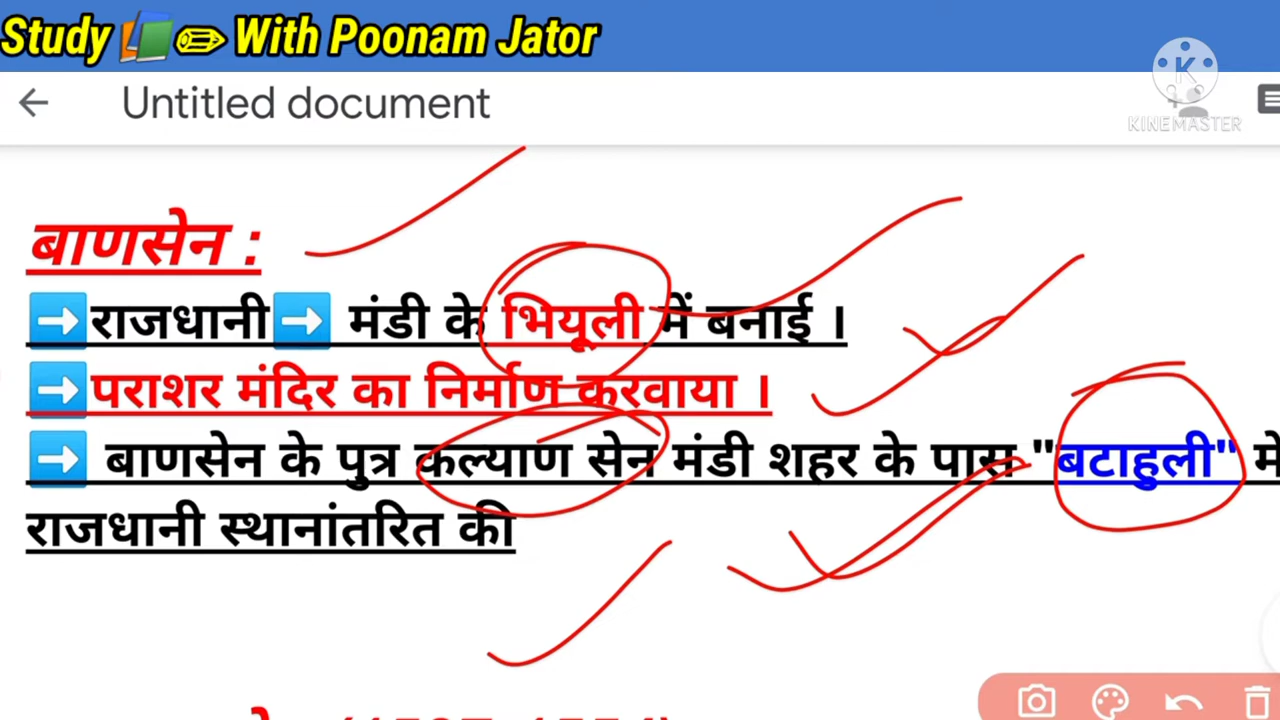 Study With Poonam Jator
Untitled document
KINEMASTER
बाणसेन :
➡️राजधानी➡️ मंडी के भियूली में बनाई ।
➡️पराशर मंदिर का निर्माण करवाया ।
➡️ बाणसेन के पुत्र कल्याण सेन मंडी शहर के पास "बटाहुली" मे
राजधानी स्थानांतरित की